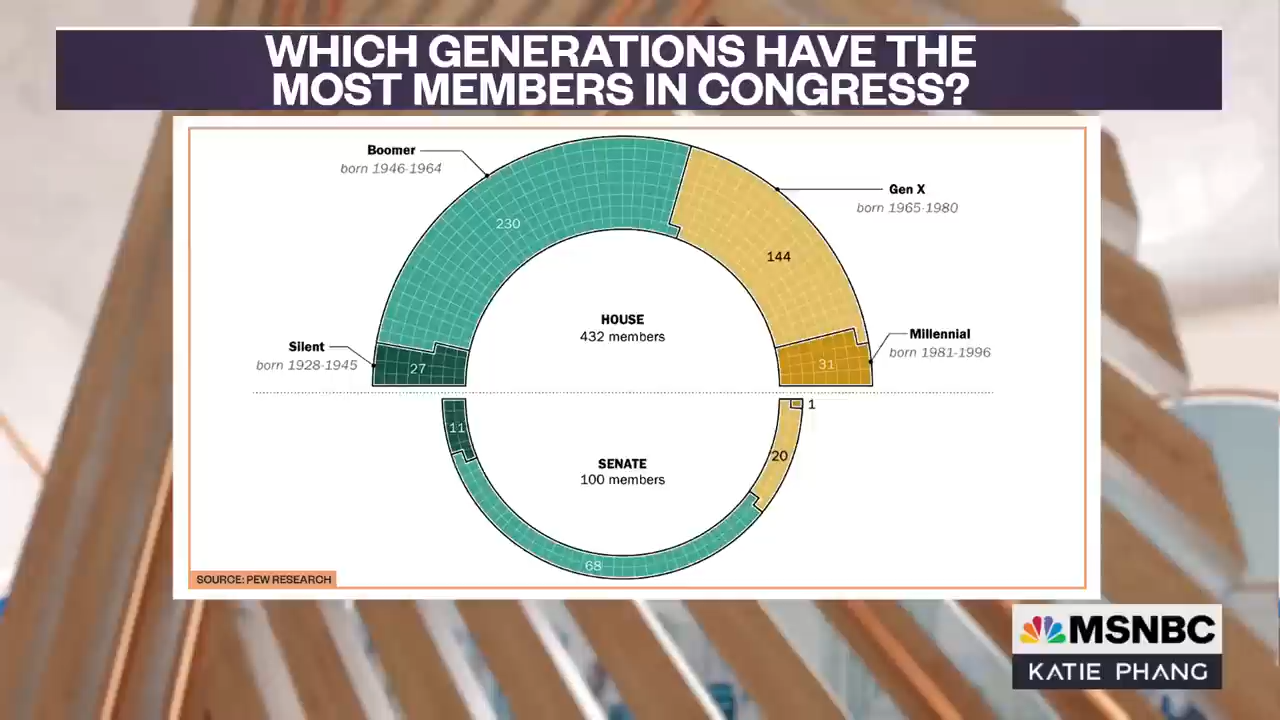 WHICH GENERATIONS HAVE THE
MOST MEMBERS IN CONGRESS?
Boomer
born 1946-1964
230
Gen X
born 1965-1980
144
HOUSE
432 members
Silent
born 1928-1945
27
Millennial
born 1981-1996
31
11
1
20
SENATE
100 members
68
SOURCE: PEW RESEARCH
MSNBC
KATIE PHANG